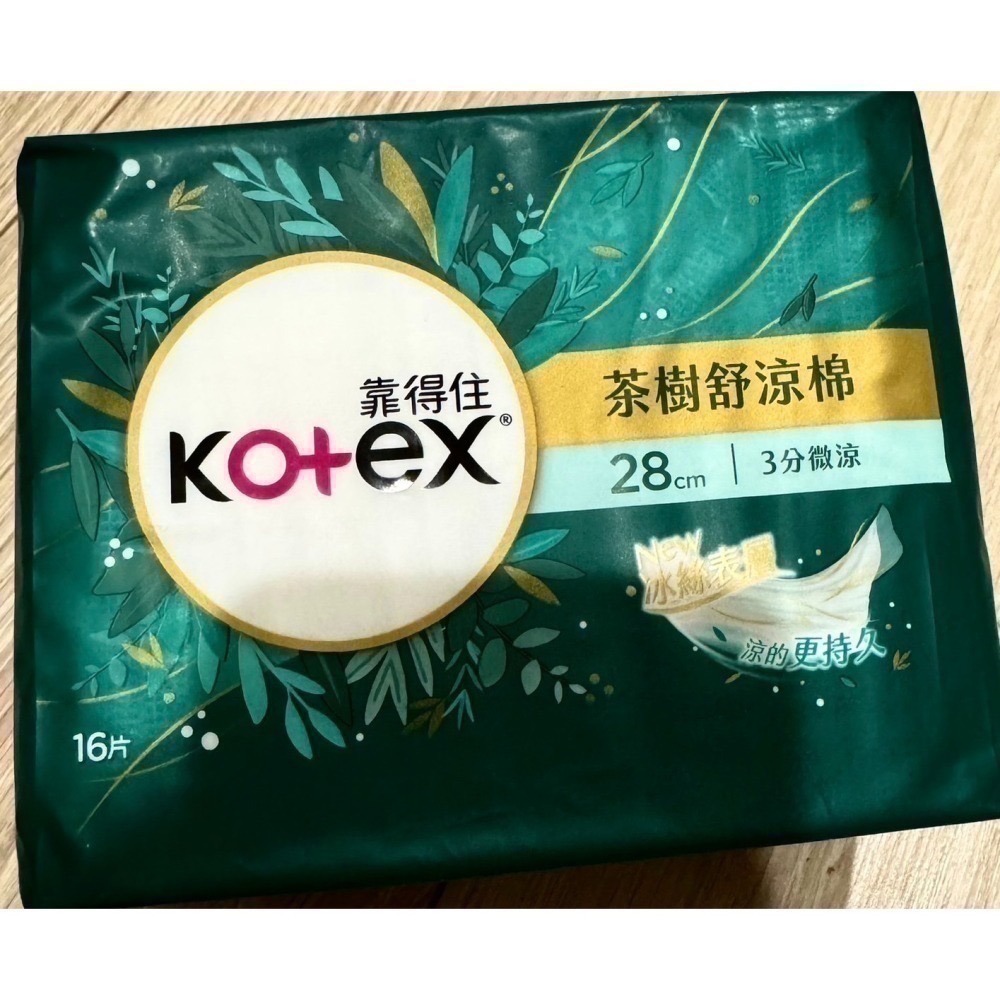 靠得住
Kotex®
茶樹舒涼棉
28cm | 3分微涼
NEW
冰絲表層
涼的更持久
16片